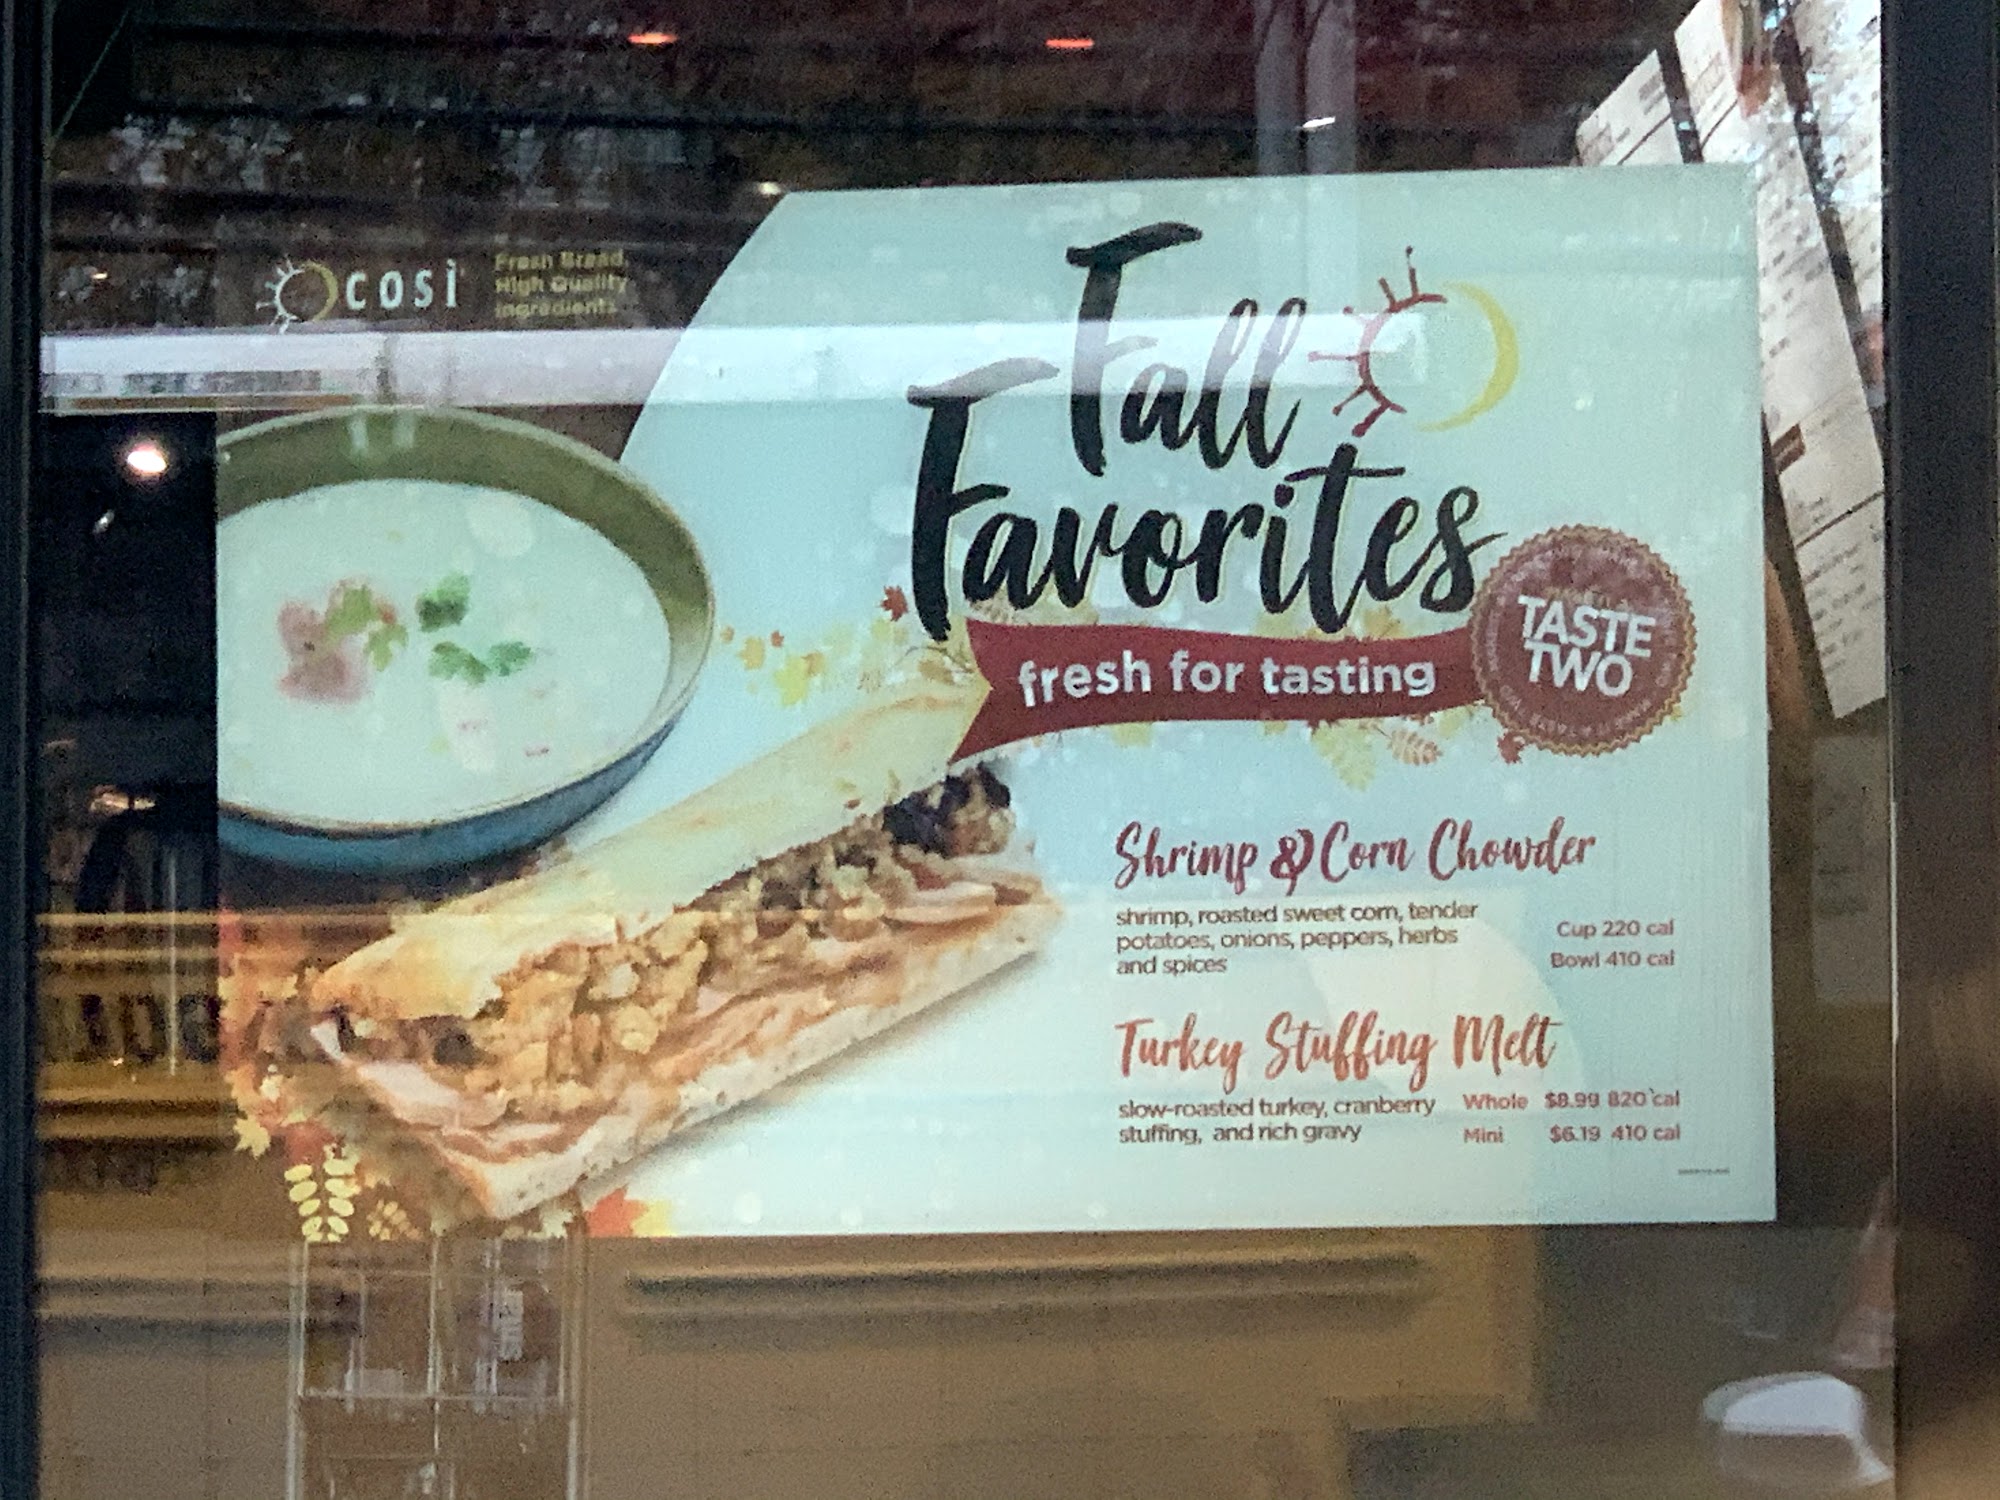 così
Fresh Bread
High Quality
Ingredients
Fall
Favorites
fresh for tasting
TASTE
TWO
Shrimp & Corn Chowder
shrimp, roasted sweet corn, tender
potatoes, onions, peppers, herbs
and spices
Cup 220 cal
Bowl 410 cal
Turkey Stuffing Melt
slow-roasted turkey, cranberry
stuffing, and rich gravy
Whole $8.99 820 cal
Mini $6.19 410 cal